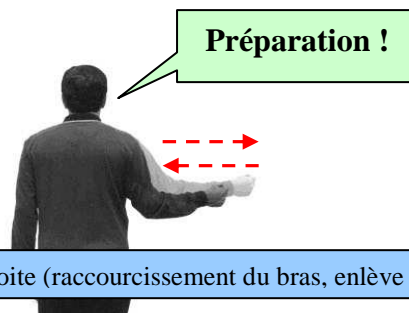 Préparation !
oite (raccourcissement du bras, enlève